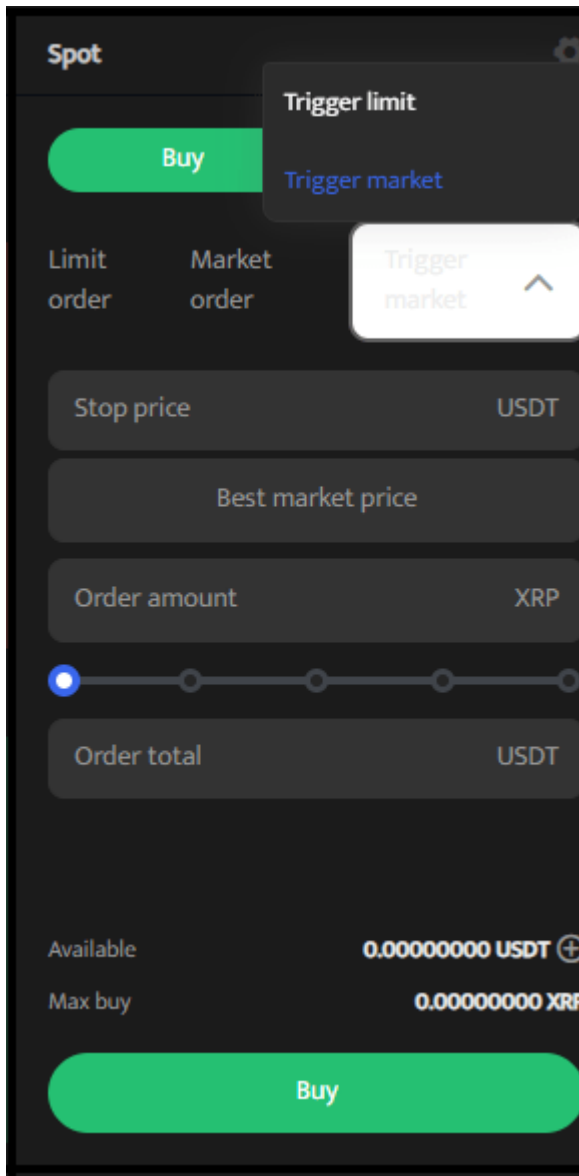 Spot
Trigger limit
Buy
Trigger market
Limit order
Market order
Trigger market
Stop price USDT
Best market price
Order amount XRP
Order total USDT
Available 0.00000000 USDT
Max buy 0.00000000 XRP
Buy